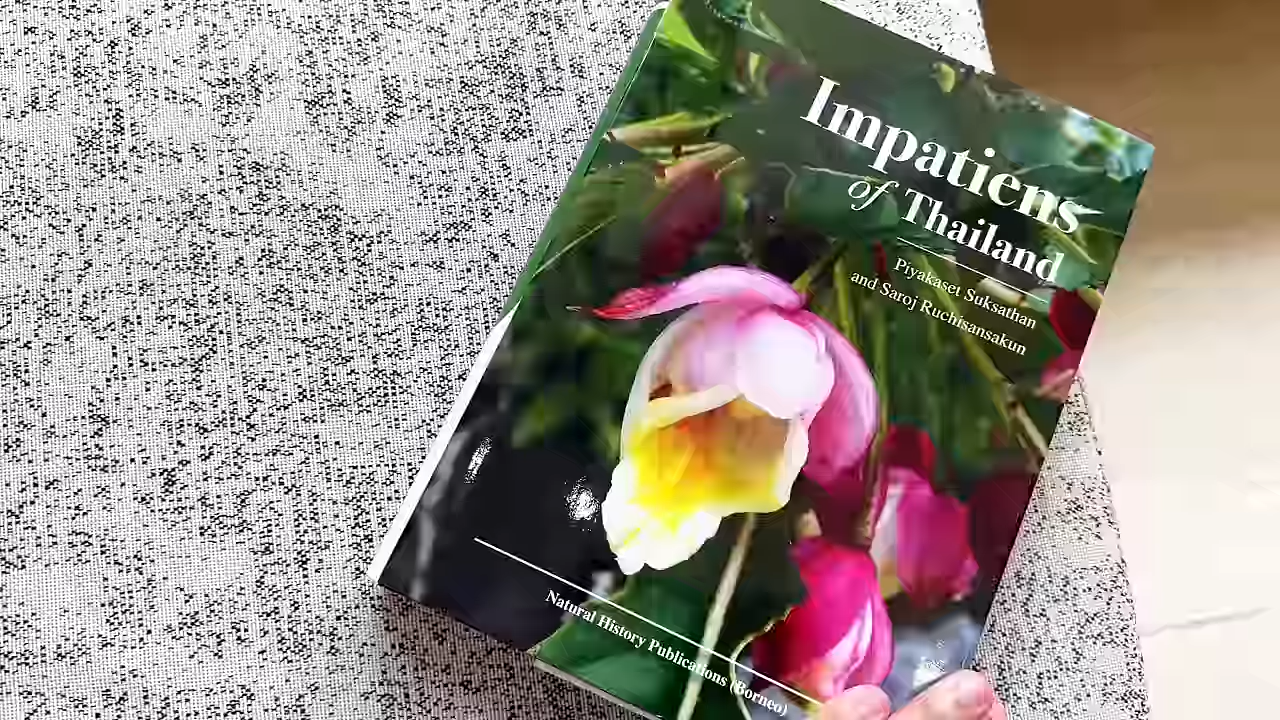 Impatiens
of Thailand
Piyakaset Suksathan
and Saroj Ruchisansakun
Natural History Publications (Borneo)